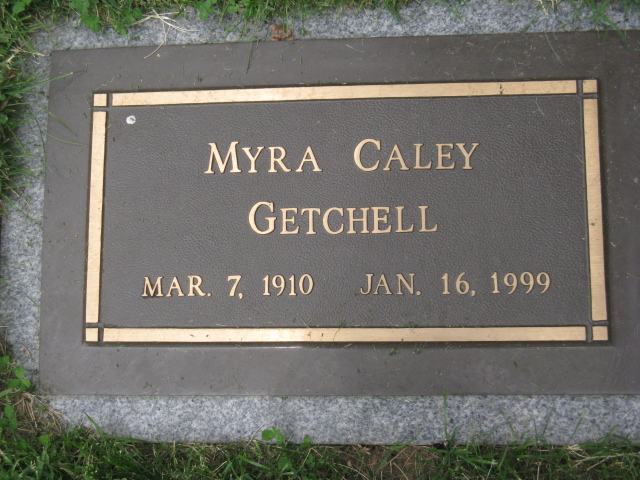 MYRA CALEY
GETCHELL
MAR. 7, 1910 JAN. 16, 1999